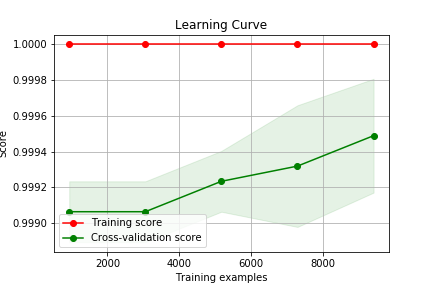 Learning Curve
1.0000
0.9998
0.9996
0.9994
0.9992
0.9990
Score
Training score
Cross-validation score
2000 4000 6000 8000
Training examples